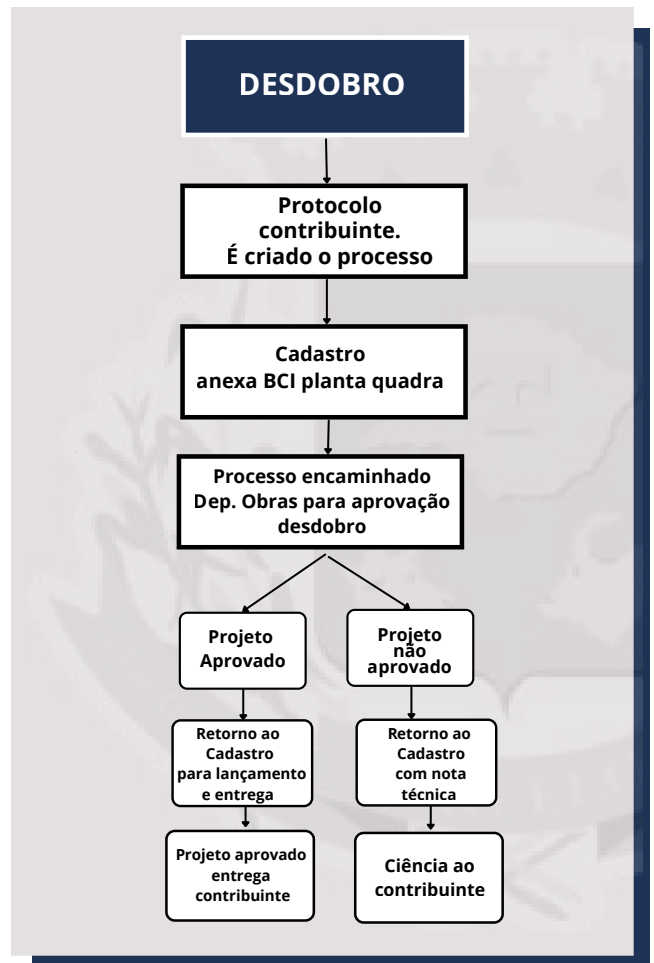 DESDOBRO
Protocolo
contribuinte.
É criado o processo
Cadastro
anexa BCI planta quadra
Processo encaminhado
Dep. Obras para aprovação
desdobro
Projeto
Aprovado
Projeto
não
aprovado
Retorno ao
Cadastro
para lançamento
e entrega
Retorno ao
Cadastro
com nota
técnica
Projeto aprovado
entrega
contribuinte
Ciência ao
contribuinte